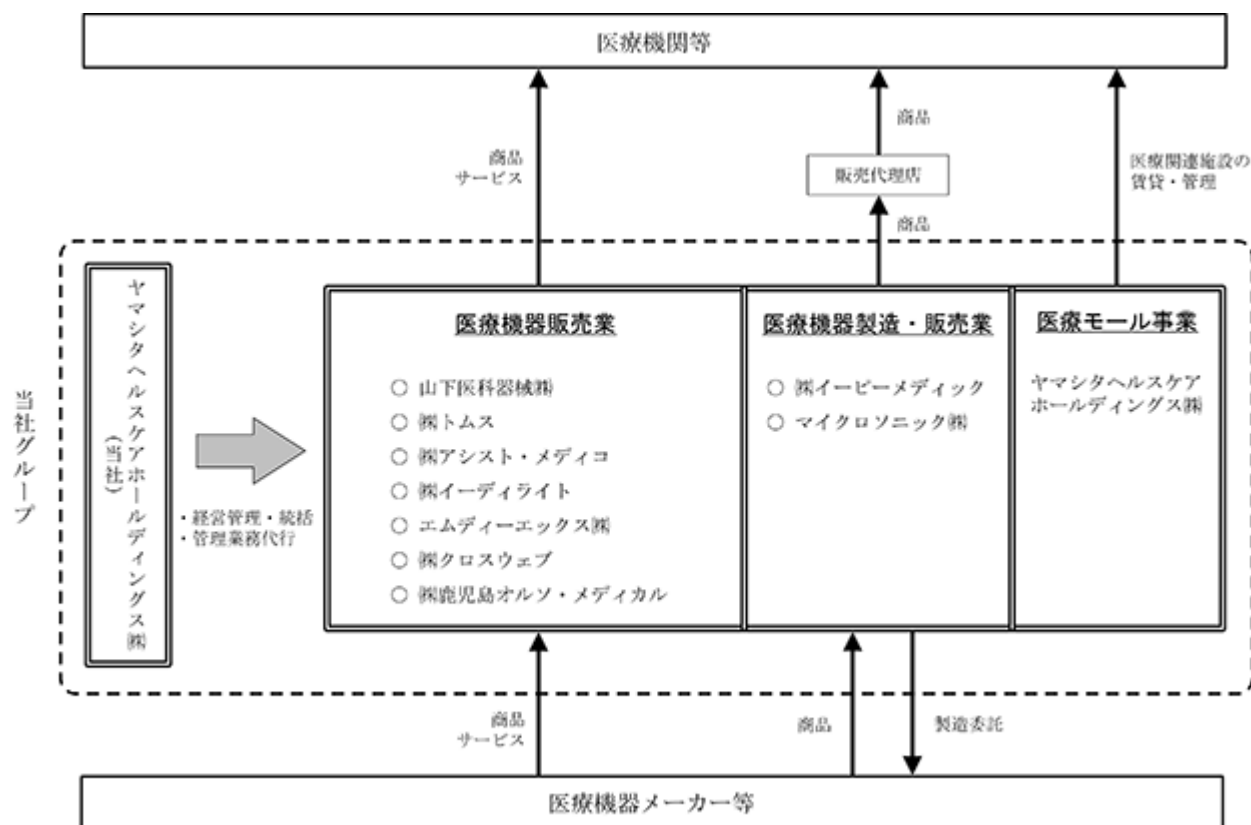 医療機関等
商品
サービス
商品
販売代理店
商品
医療関連施設の
賃貸・管理
当社グループ
ヤマシタヘルスケアホールディングス㈱
(当社)
・経営管理・統括
・管理業務代行
医療機器販売業
○ 山下医科器械㈱
○ ㈱トムス
○ ㈱アシスト・メディコ
○ ㈱イーディライト
○ エムディーエックス㈱
○ ㈱クロスウェブ
○ ㈱鹿児島オルソ・メディカル
医療機器製造・販売業
○ ㈱イーピーメディック
○ マイクロソニック㈱
医療モール事業
ヤマシタヘルスケア
ホールディングス㈱
商品
サービス
商品
製造委託
医療機器メーカー等